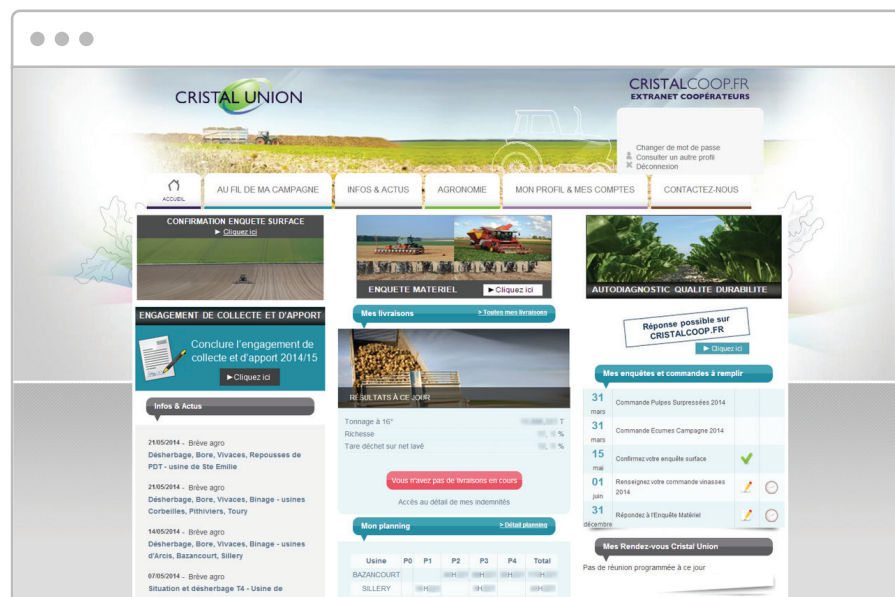 CRISTAL UNION
CRISTALCOOP.FR
EXTRANET COOPÉRATEURS
Changer de mot de passe
Consulter un autre profil
Déconnexion
ACCUEIL
AU FIL DE MA CAMPAGNE
INFOS & ACTUS
AGRONOMIE
MON PROFIL & MES COMPTES
CONTACTEZ-NOUS
CONFIRMATION ENQUETE SURFACE
Cliquez ici
ENGAGEMENT DE COLLECTE ET D'APPORT
Conclure l'engagement de
collecte et d'apport 2014/15
Cliquez ici
Infos & Actus
21/05/2014 - Brève agro
Désherbage, Bore, Vivaces, Repousses de
PDT - usine de Ste Emilie
21/05/2014 - Brève agro
Désherbage, Bore, Vivaces, Binage - usines
Corbeilles, Pithiviers, Toury
14/05/2014 - Brève agro
Désherbage, Bore, Vivaces, Binage - usines
d'Arcis, Bazancourt, Sillery
07/05/2014 - Brève agro
Situation et désherbage T4 - Usine de
ENQUETE MATERIEL
Cliquez ici
Mes livraisons
> Toutes mes livraisons
RESULTATS À CE JOUR
Tonnage à 16° T
Richesse %
Tare déchet sur net lavé %
Vous n'avez pas de livraisons en cours
Accès au détail de mes indemnités
Mon planning
> Détail planning
Usine P0 P1 P2 P3 P4 Total
BAZANCOURT H H H H
SILLERY H H H
AUTODIAGNOSTIC QUALITE DURABILITE
Réponse possible sur
CRISTALCOOP.FR
Cliquez ici
Mes enquêtes et commandes à remplir
31 mars Commande Pulpes Surpressées 2014
31 mars Commande Ecumes Campagne 2014
15 mai Confirmez votre enquête surface
01 juin Renseignez votre commande vinasses
2014
31 décembre Répondez à l'Enquête Matériel
Mes Rendez-vous Cristal Union
Pas de réunion programmée à ce jour